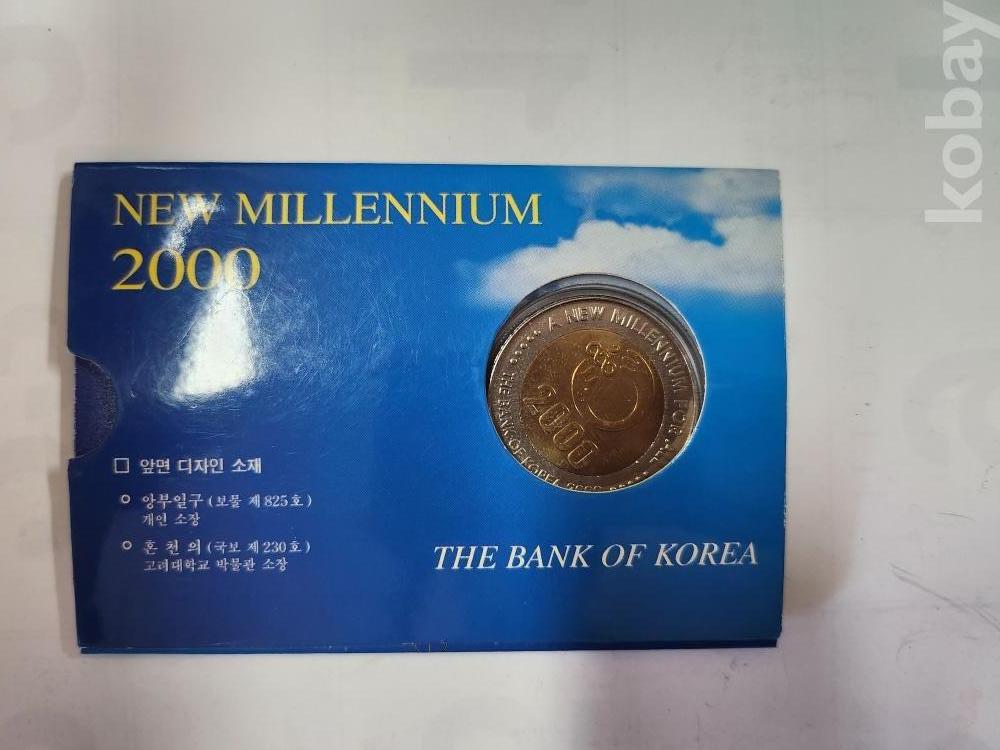 NEW MILLENNIUM
2000
A NEW MILLENNIUM FOR ALL
THE BANK OF KOREA 2000
2000
□ 앞면 디자인 소재
○ 앙부일구 (보물 제825호)
개인 소장
○ 혼 천 의 (국보 제230호)
고려대학교 박물관 소장
THE BANK OF KOREA
kobay